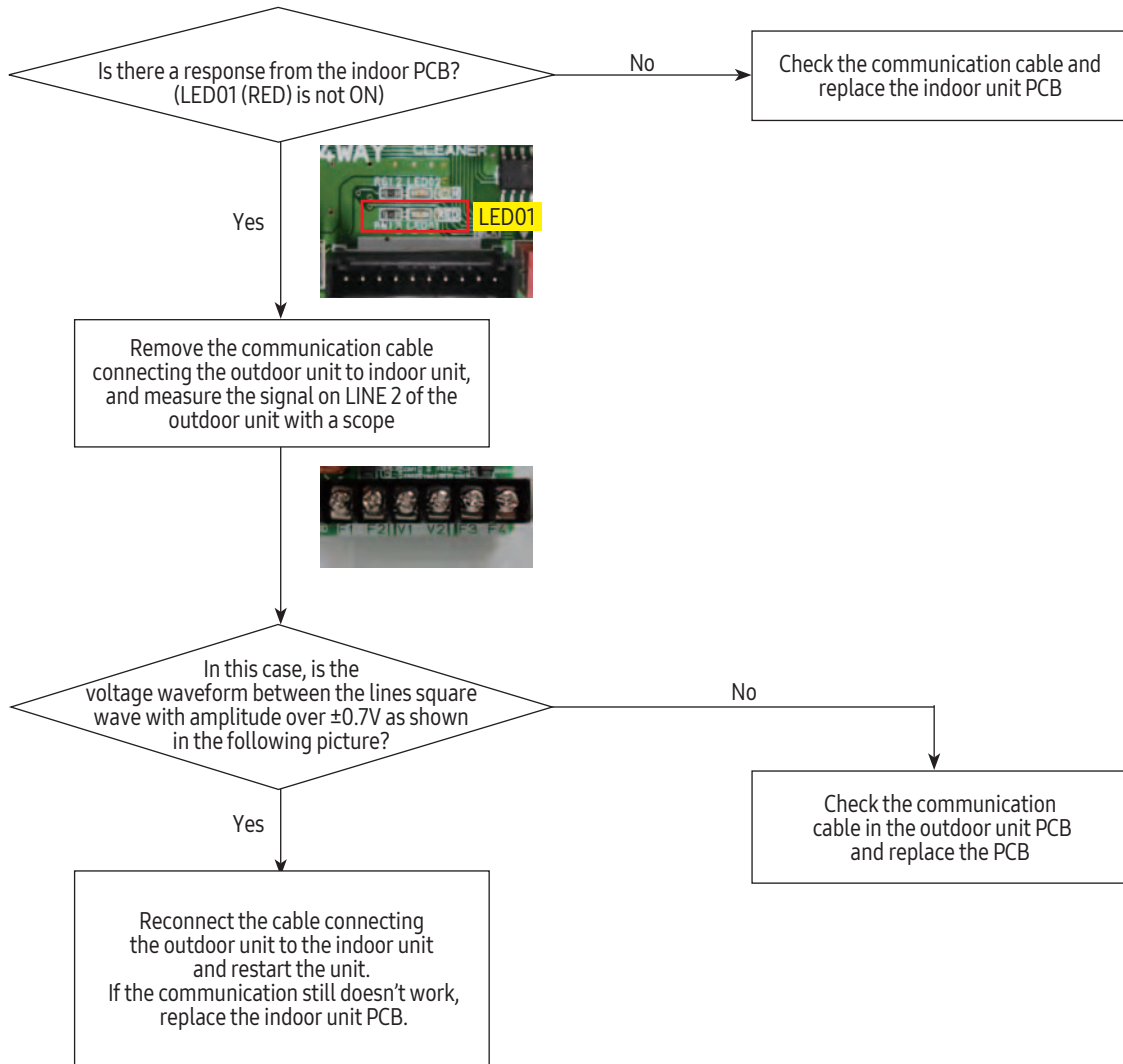 Is there a response from the indoor PCB?
(LED01 (RED) is not ON)
No
Check the communication cable and
replace the indoor unit PCB
4WAY CLEANER
LED02
LED01
Yes
Remove the communication cable
connecting the outdoor unit to indoor unit,
and measure the signal on LINE 2 of the
outdoor unit with a scope
F1 F2 V1 V2 F3 F4
In this case, is the
voltage waveform between the lines square
wave with amplitude over ±0.7V as shown
in the following picture?
No
Check the communication
cable in the outdoor unit PCB
and replace the PCB
Yes
Reconnect the cable connecting
the outdoor unit to the indoor unit
and restart the unit.
If the communication still doesn't work,
replace the indoor unit PCB.